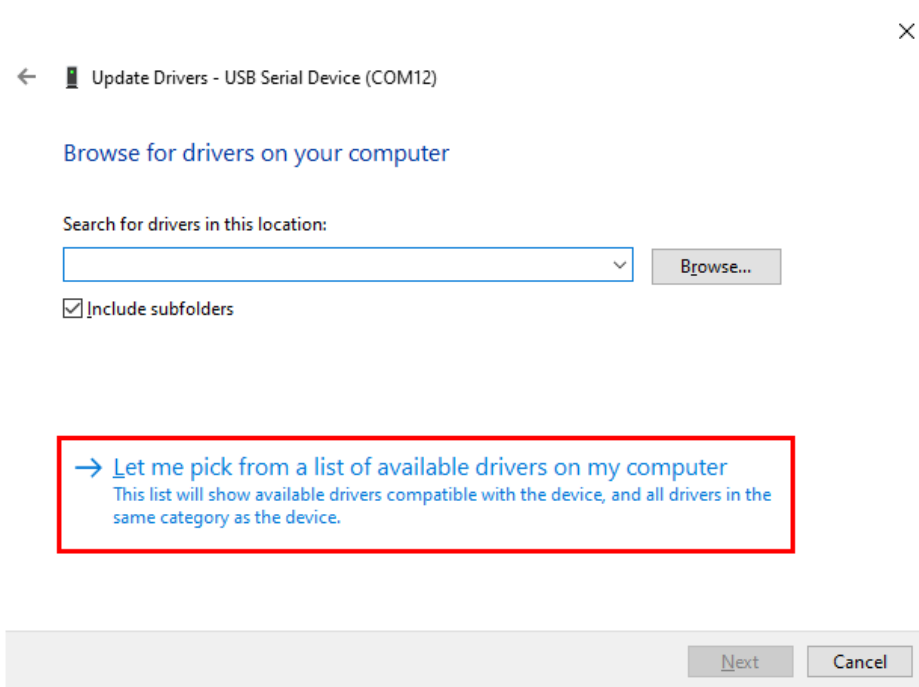 Update Drivers - USB Serial Device (COM12)
Browse for drivers on your computer
Search for drivers in this location:
Browse...
Include subfolders
Let me pick from a list of available drivers on my computer
This list will show available drivers compatible with the device, and all drivers in the
same category as the device.
Next Cancel